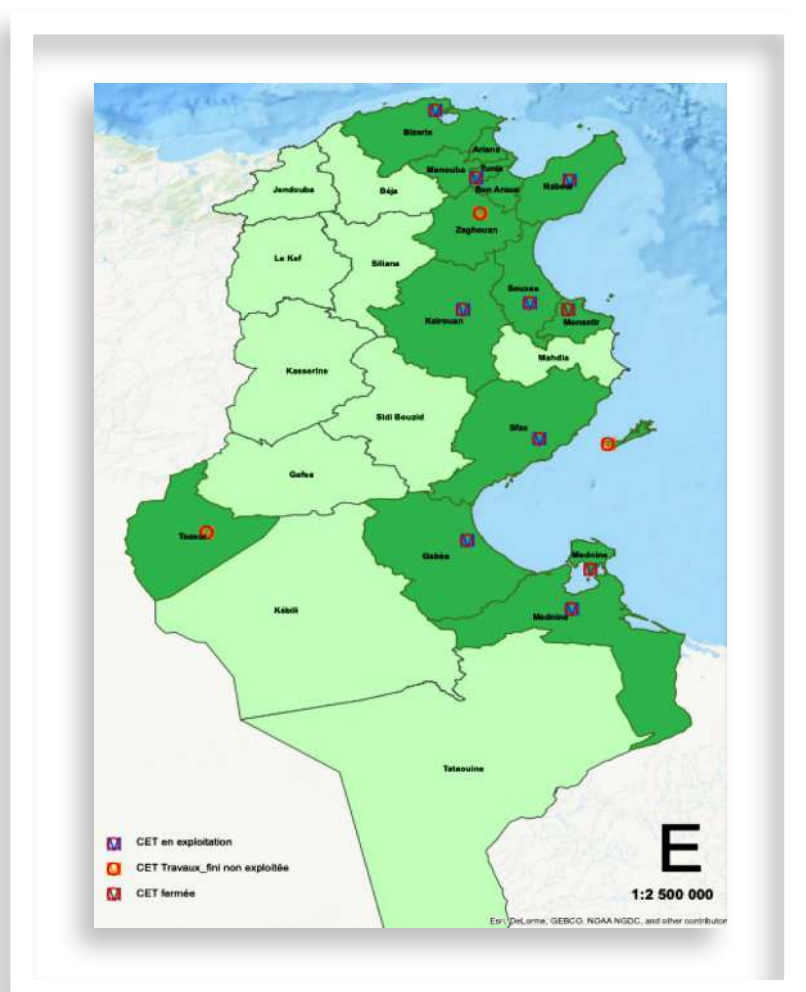 Bizerte
Ariana
Manouba
Tunis
Ben Arous
Nabeul
Jendouba
Béja
Zaghouan
Le Kef
Siliana
Sousse
Kairouan
Monastir
Mahdia
Kasserine
Sidi Bouzid
Sfax
Gafsa
Tozeur
Gabès
Mednine
Kébili
Mednine
Tataouine
CET en exploitation
CET Travaux_fini non exploitée
CET fermée
E
1:2 500 000
Esri, DeLorme, GEBCO, NOAA NGDC, and other contributor